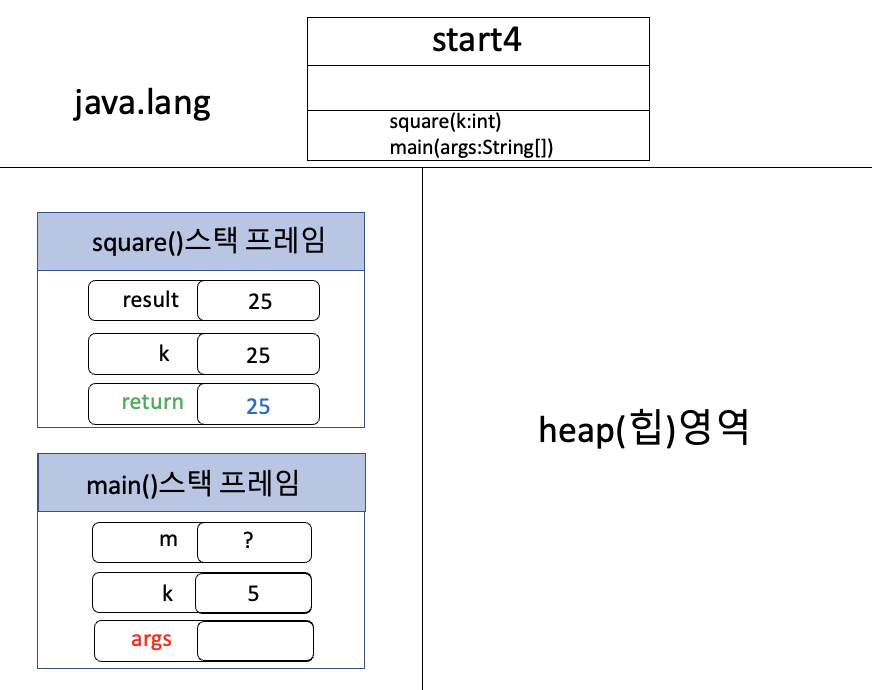 start4
java.lang
square(k:int)
main(args:String[])
square()스택 프레임
result 25
k 25
return 25
main()스택 프레임
m ?
k 5
args
heap(힙)영역